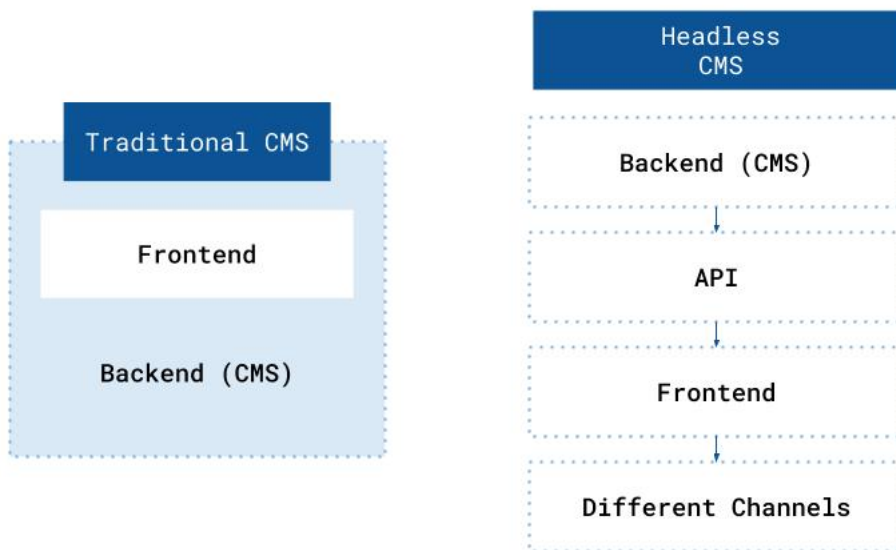 Traditional CMS
Frontend
Backend (CMS)
Headless
CMS
Backend (CMS)
API
Frontend
Different Channels